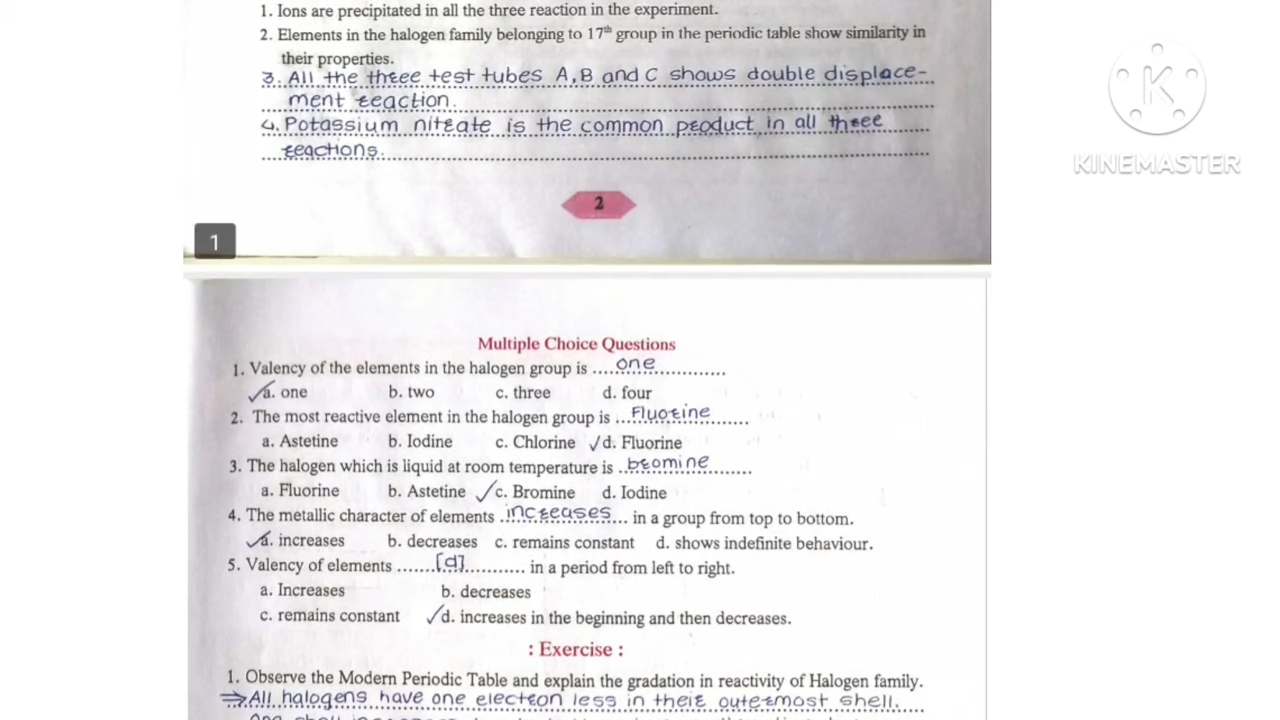 1. Ions are precipitated in all the three reaction in the experiment.
2. Elements in the halogen family belonging to 17th group in the periodic table show similarity in
their properties.
3. All the three test tubes A, B and C shows double displace-
ment reaction.
4. Potassium nitrate is the common product in all three
reactions.
2
1
KINEMASTER
Multiple Choice Questions
1. Valency of the elements in the halogen group is ....one..............
a. one b. two c. three d. four
2. The most reactive element in the halogen group is ...Fluorine........
a. Astetine b. Iodine c. Chlorine d. Fluorine
3. The halogen which is liquid at room temperature is ..bromine........
a. Fluorine b. Astetine c. Bromine d. Iodine
4. The metallic character of elements ..increases... in a group from top to bottom.
a. increases b. decreases c. remains constant d. shows indefinite behaviour.
5. Valency of elements .......[d]........... in a period from left to right.
a. Increases b. decreases
c. remains constant d. increases in the beginning and then decreases.
: Exercise :
1. Observe the Modern Periodic Table and explain the gradation in reactivity of Halogen family.
⇒ All halogens have one electron less in their outermost shell.